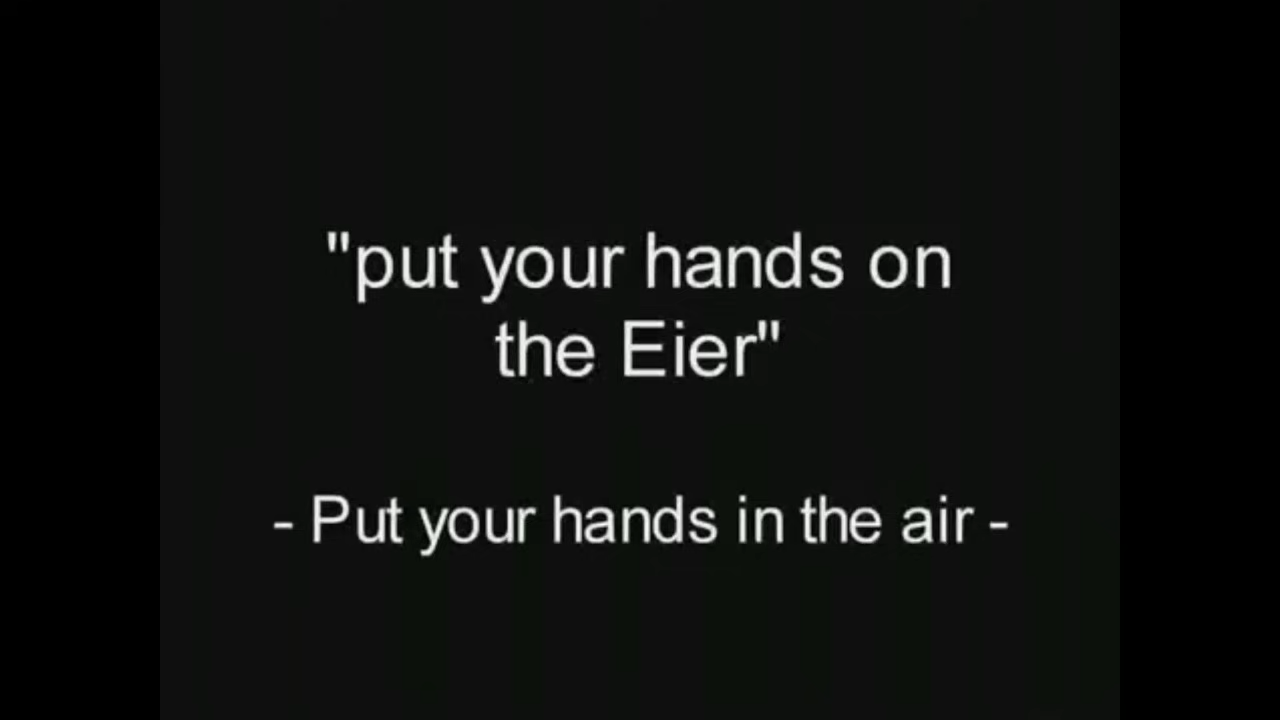 "put your hands on
the Eier"
- Put your hands in the air -